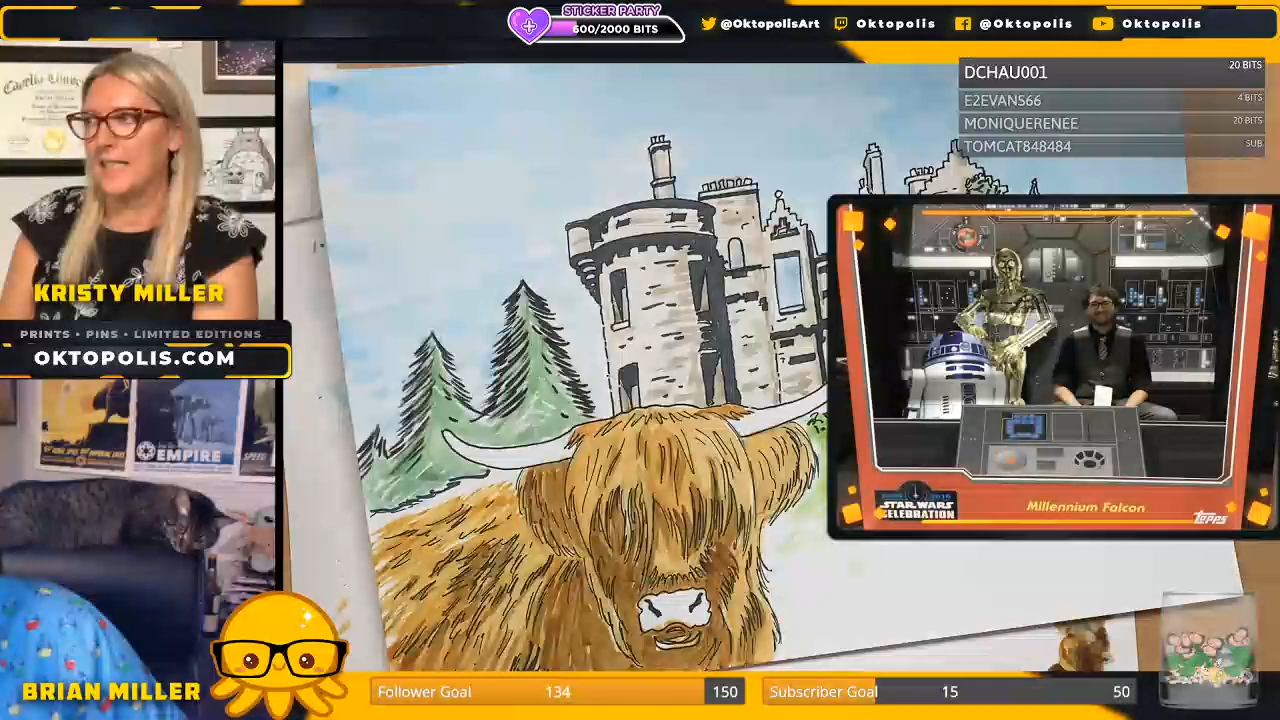 STICKER PARTY
600/2000 BITS
@OktopolisArt
Oktopolis
@Oktopolis
Oktopolis
DCHAU001 20 BITS
E2EVANS66 4 BITS
MONIQUERENEE 20 BITS
TOMCAT848484 SUB
KRISTY MILLER
PRINTS • PINS • LIMITED EDITIONS
OKTOPOLIS.COM
EMPIRE
SPEED
STAR WARS
CELEBRATION
Millennium Falcon
Topps
BRIAN MILLER
Follower Goal 134 150
Subscriber Goal 15 50